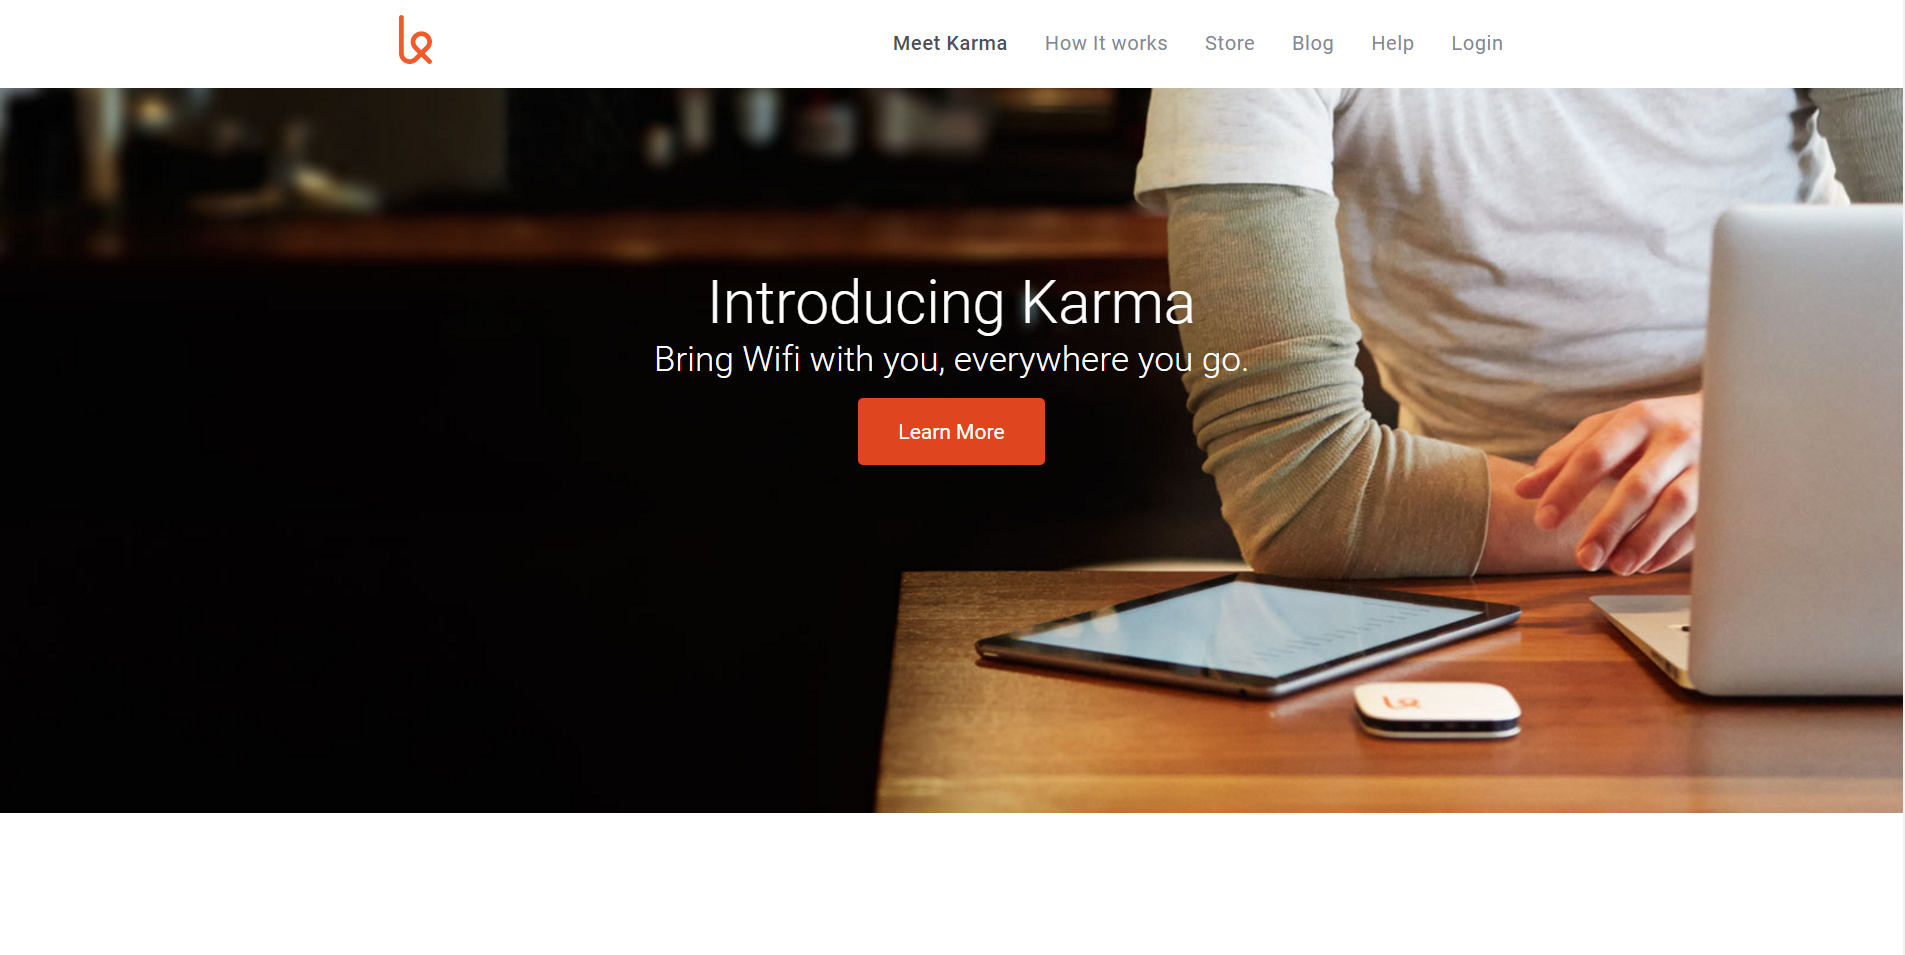 Meet Karma How It works Store Blog Help Login
Introducing Karma
Bring Wifi with you, everywhere you go.
Learn More